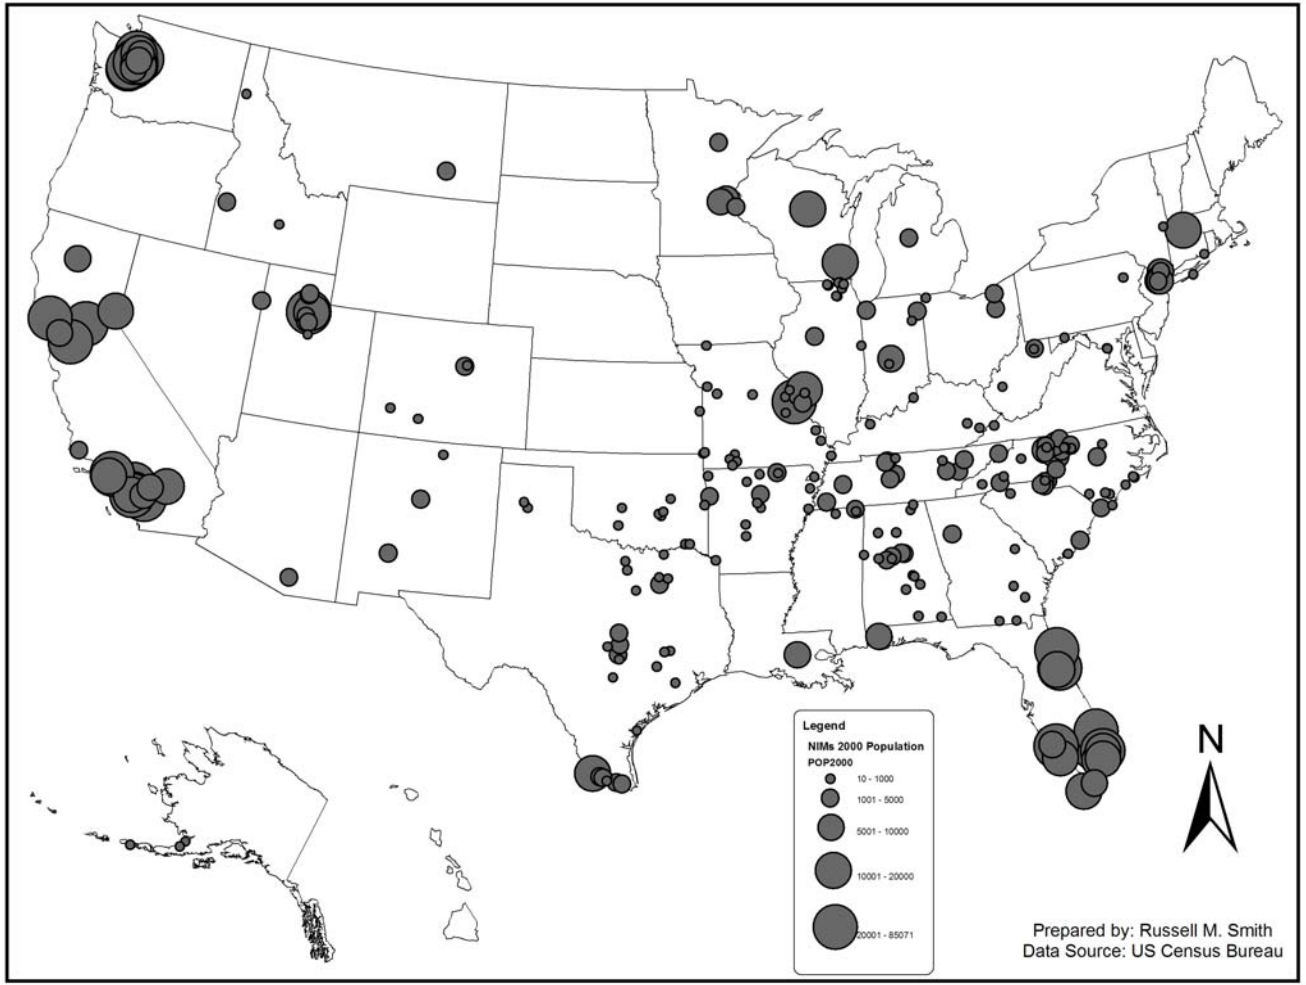 N
Legend
NIMs 2000 Population
POP2000
10 - 1000
1001 - 5000
5001 - 10000
10001 - 20000
20001 - 85071
Prepared by: Russell M. Smith
Data Source: US Census Bureau